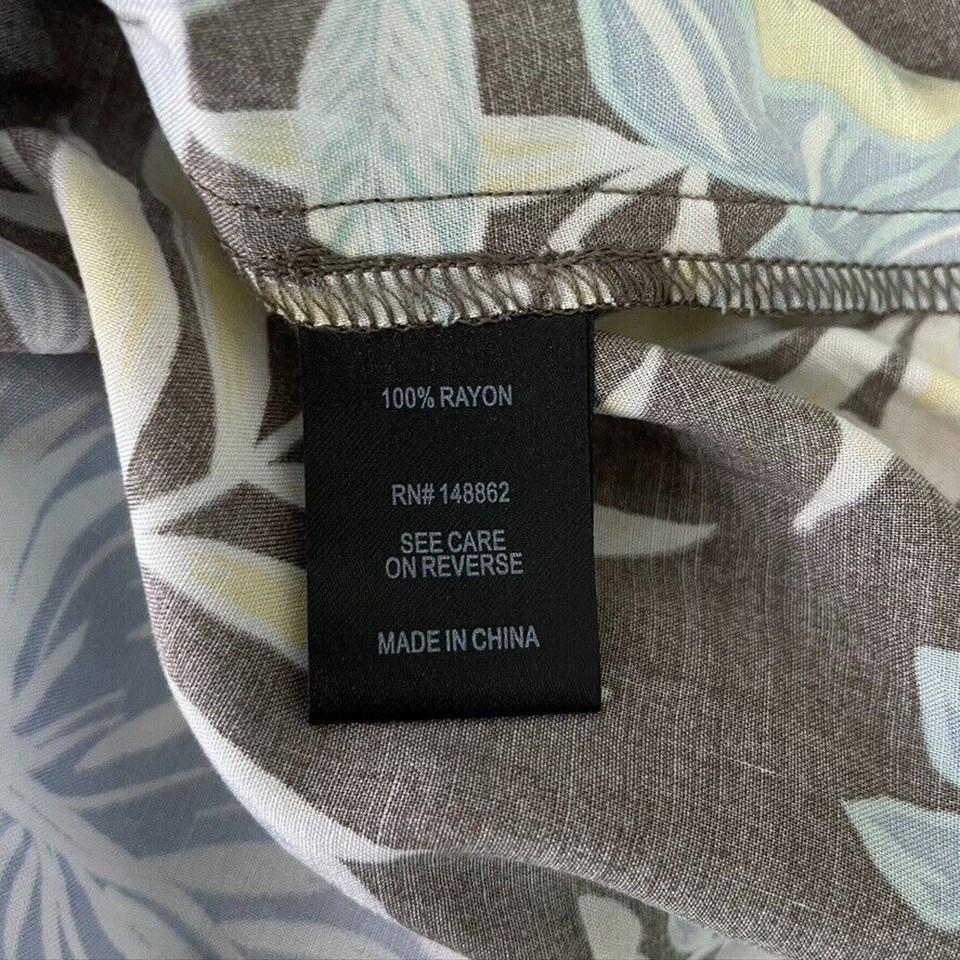 100% RAYON
RN# 148862
SEE CARE
ON REVERSE
MADE IN CHINA